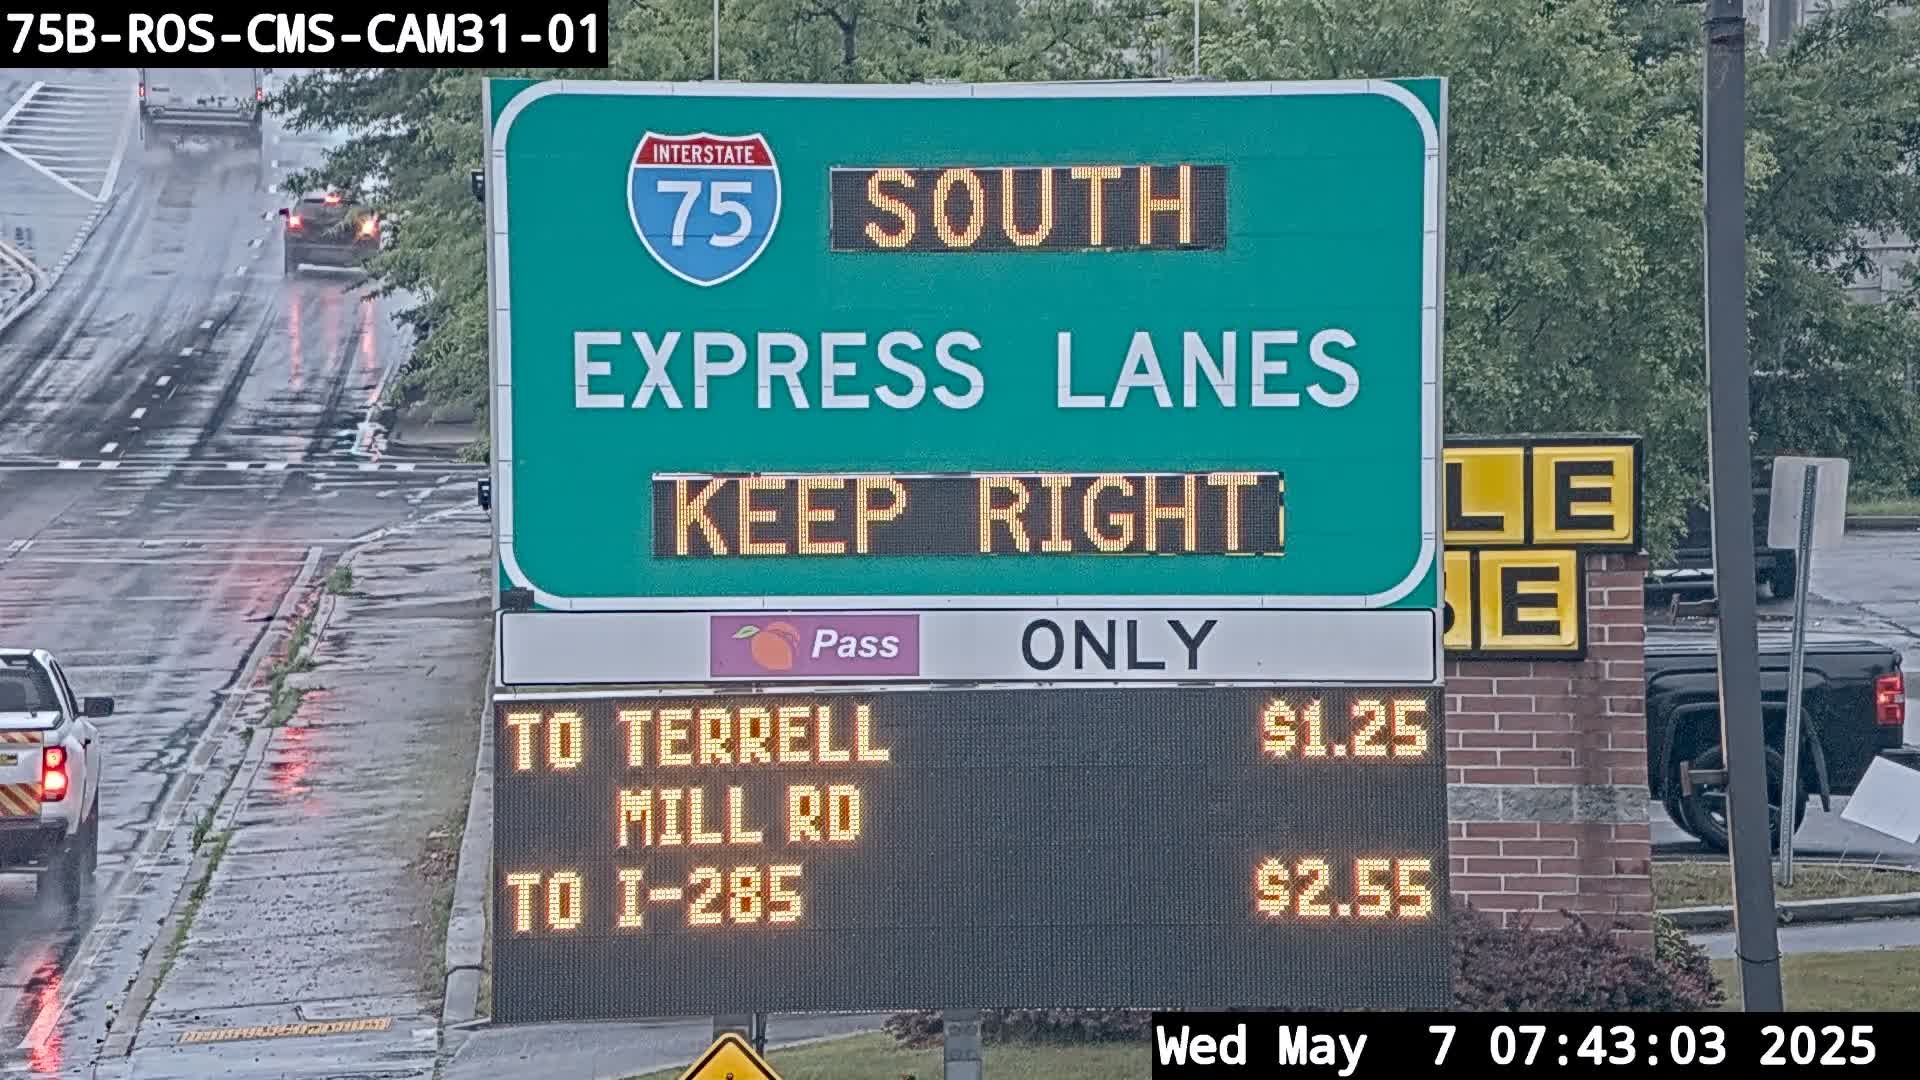 75B-ROS-CMS-CAM31-01
INTERSTATE
75
SOUTH
EXPRESS LANES
KEEP RIGHT
Pass ONLY
TO TERRELL $1.25
MILL RD
TO I-285 $2.55
LE
E
Wed May 7 07:43:03 2025